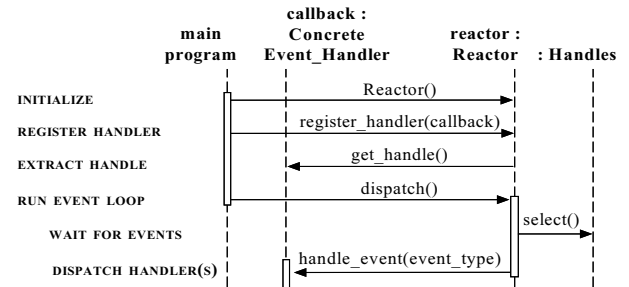 callback :
main Concrete reactor :
program Event_Handler Reactor : Handles
INITIALIZE Reactor()
REGISTER HANDLER register_handler(callback)
EXTRACT HANDLE get_handle()
RUN EVENT LOOP dispatch()
WAIT FOR EVENTS select()
DISPATCH HANDLER(S) handle_event(event_type)